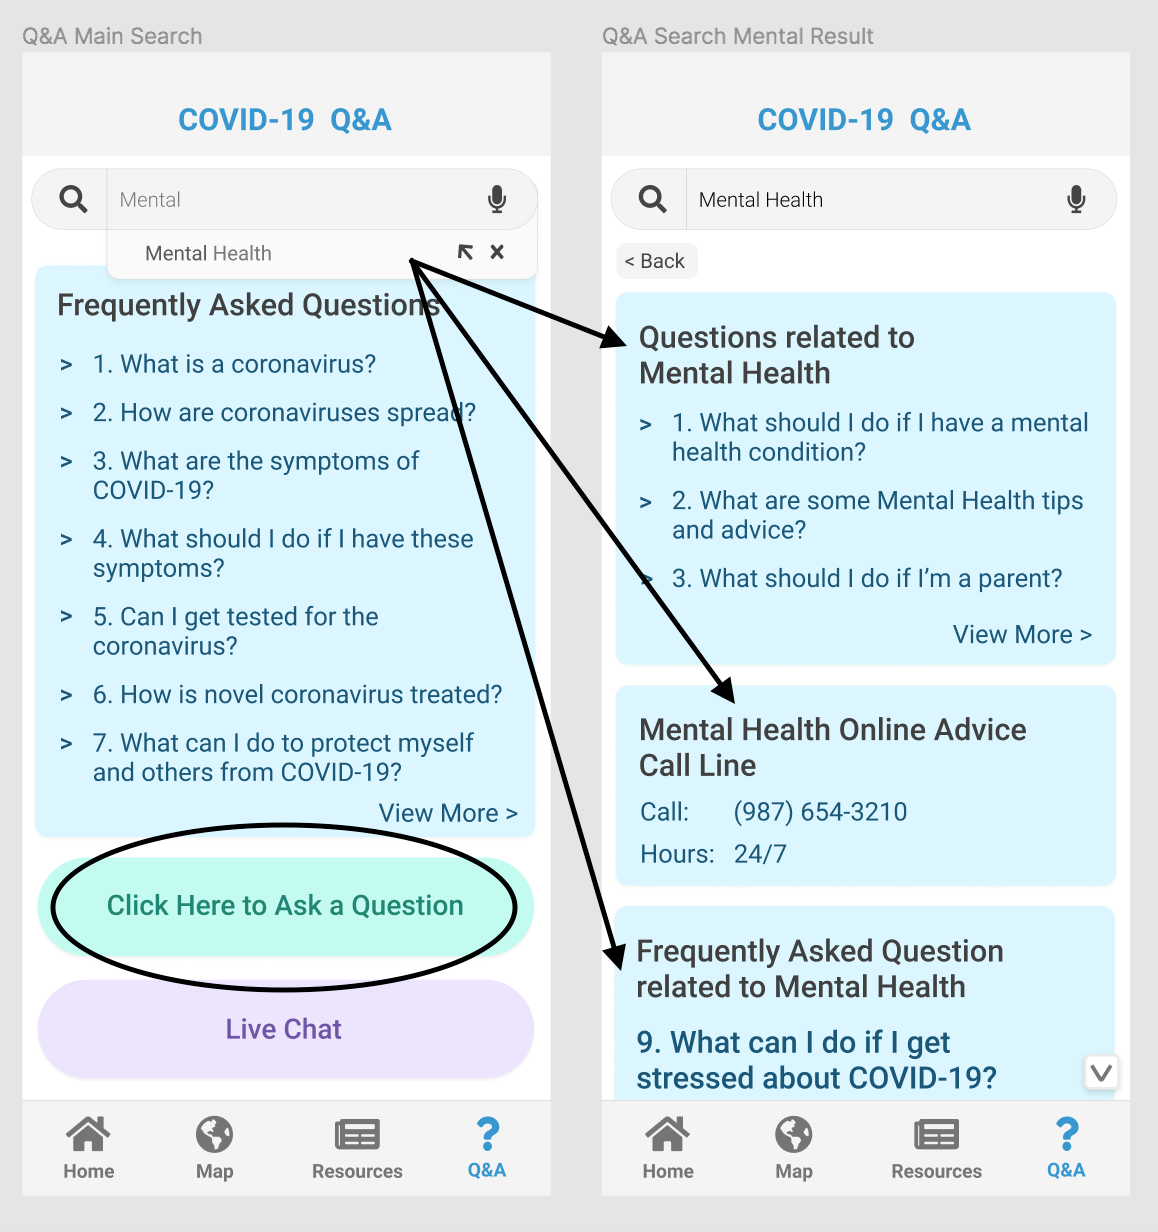 Q&A Main Search
COVID-19 Q&A
Mental
Mental Health
Frequently Asked Questions
> 1. What is a coronavirus?
> 2. How are coronaviruses spread?
> 3. What are the symptoms of
COVID-19?
> 4. What should I do if I have these
symptoms?
> 5. Can I get tested for the
coronavirus?
> 6. How is novel coronavirus treated?
> 7. What can I do to protect myself
and others from COVID-19?
View More >
Click Here to Ask a Question
Live Chat
Home Map Resources Q&A
Q&A Search Mental Result
COVID-19 Q&A
Mental Health
< Back
Questions related to
Mental Health
> 1. What should I do if I have a mental
health condition?
> 2. What are some Mental Health tips
and advice?
> 3. What should I do if I’m a parent?
View More >
Mental Health Online Advice
Call Line
Call: (987) 654-3210
Hours: 24/7
Frequently Asked Question
related to Mental Health
9. What can I do if I get
stressed about COVID-19?
Home Map Resources Q&A